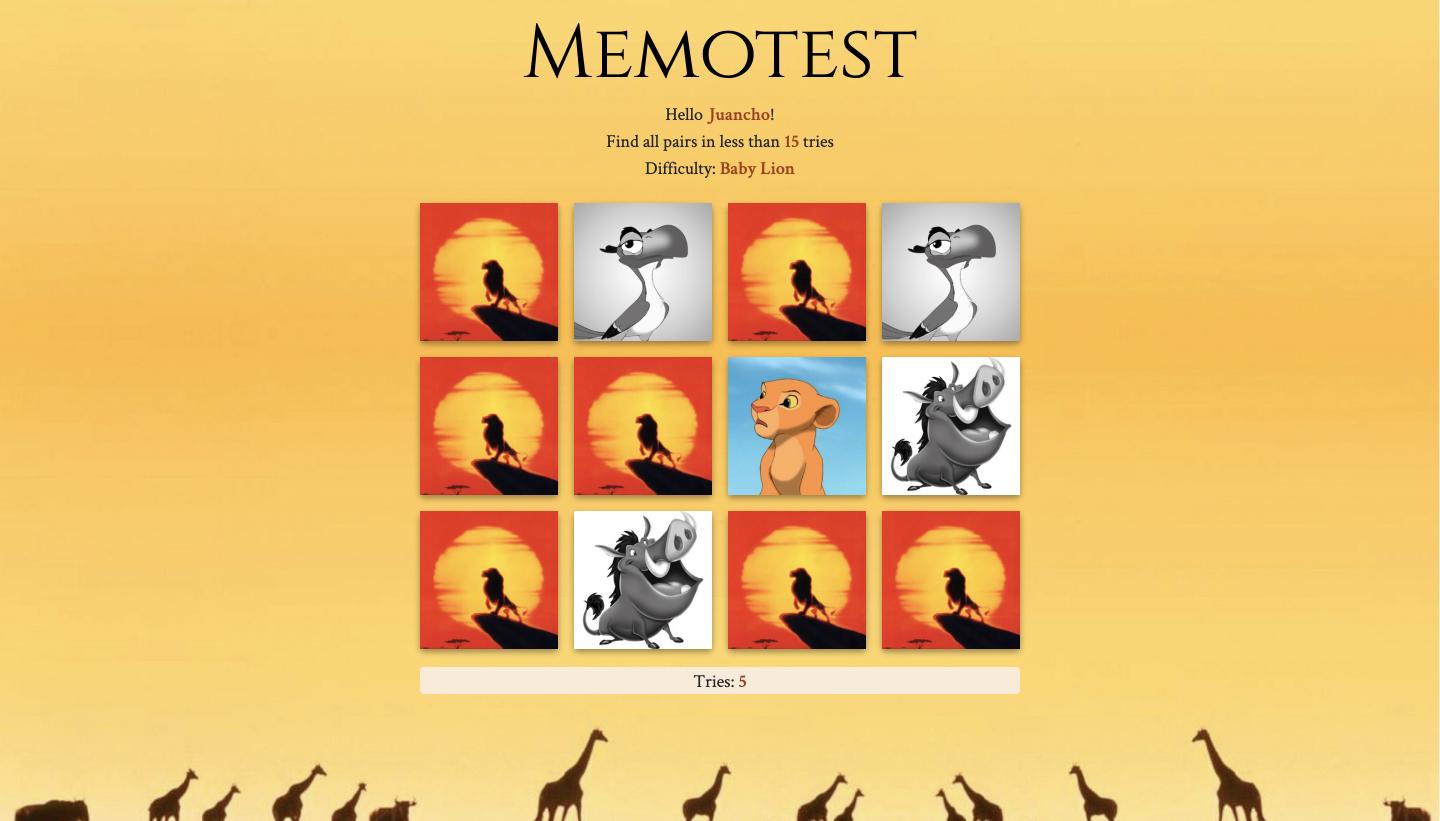 Memotest
Hello Juancho!
Find all pairs in less than 15 tries
Difficulty: Baby Lion
Tries: 5